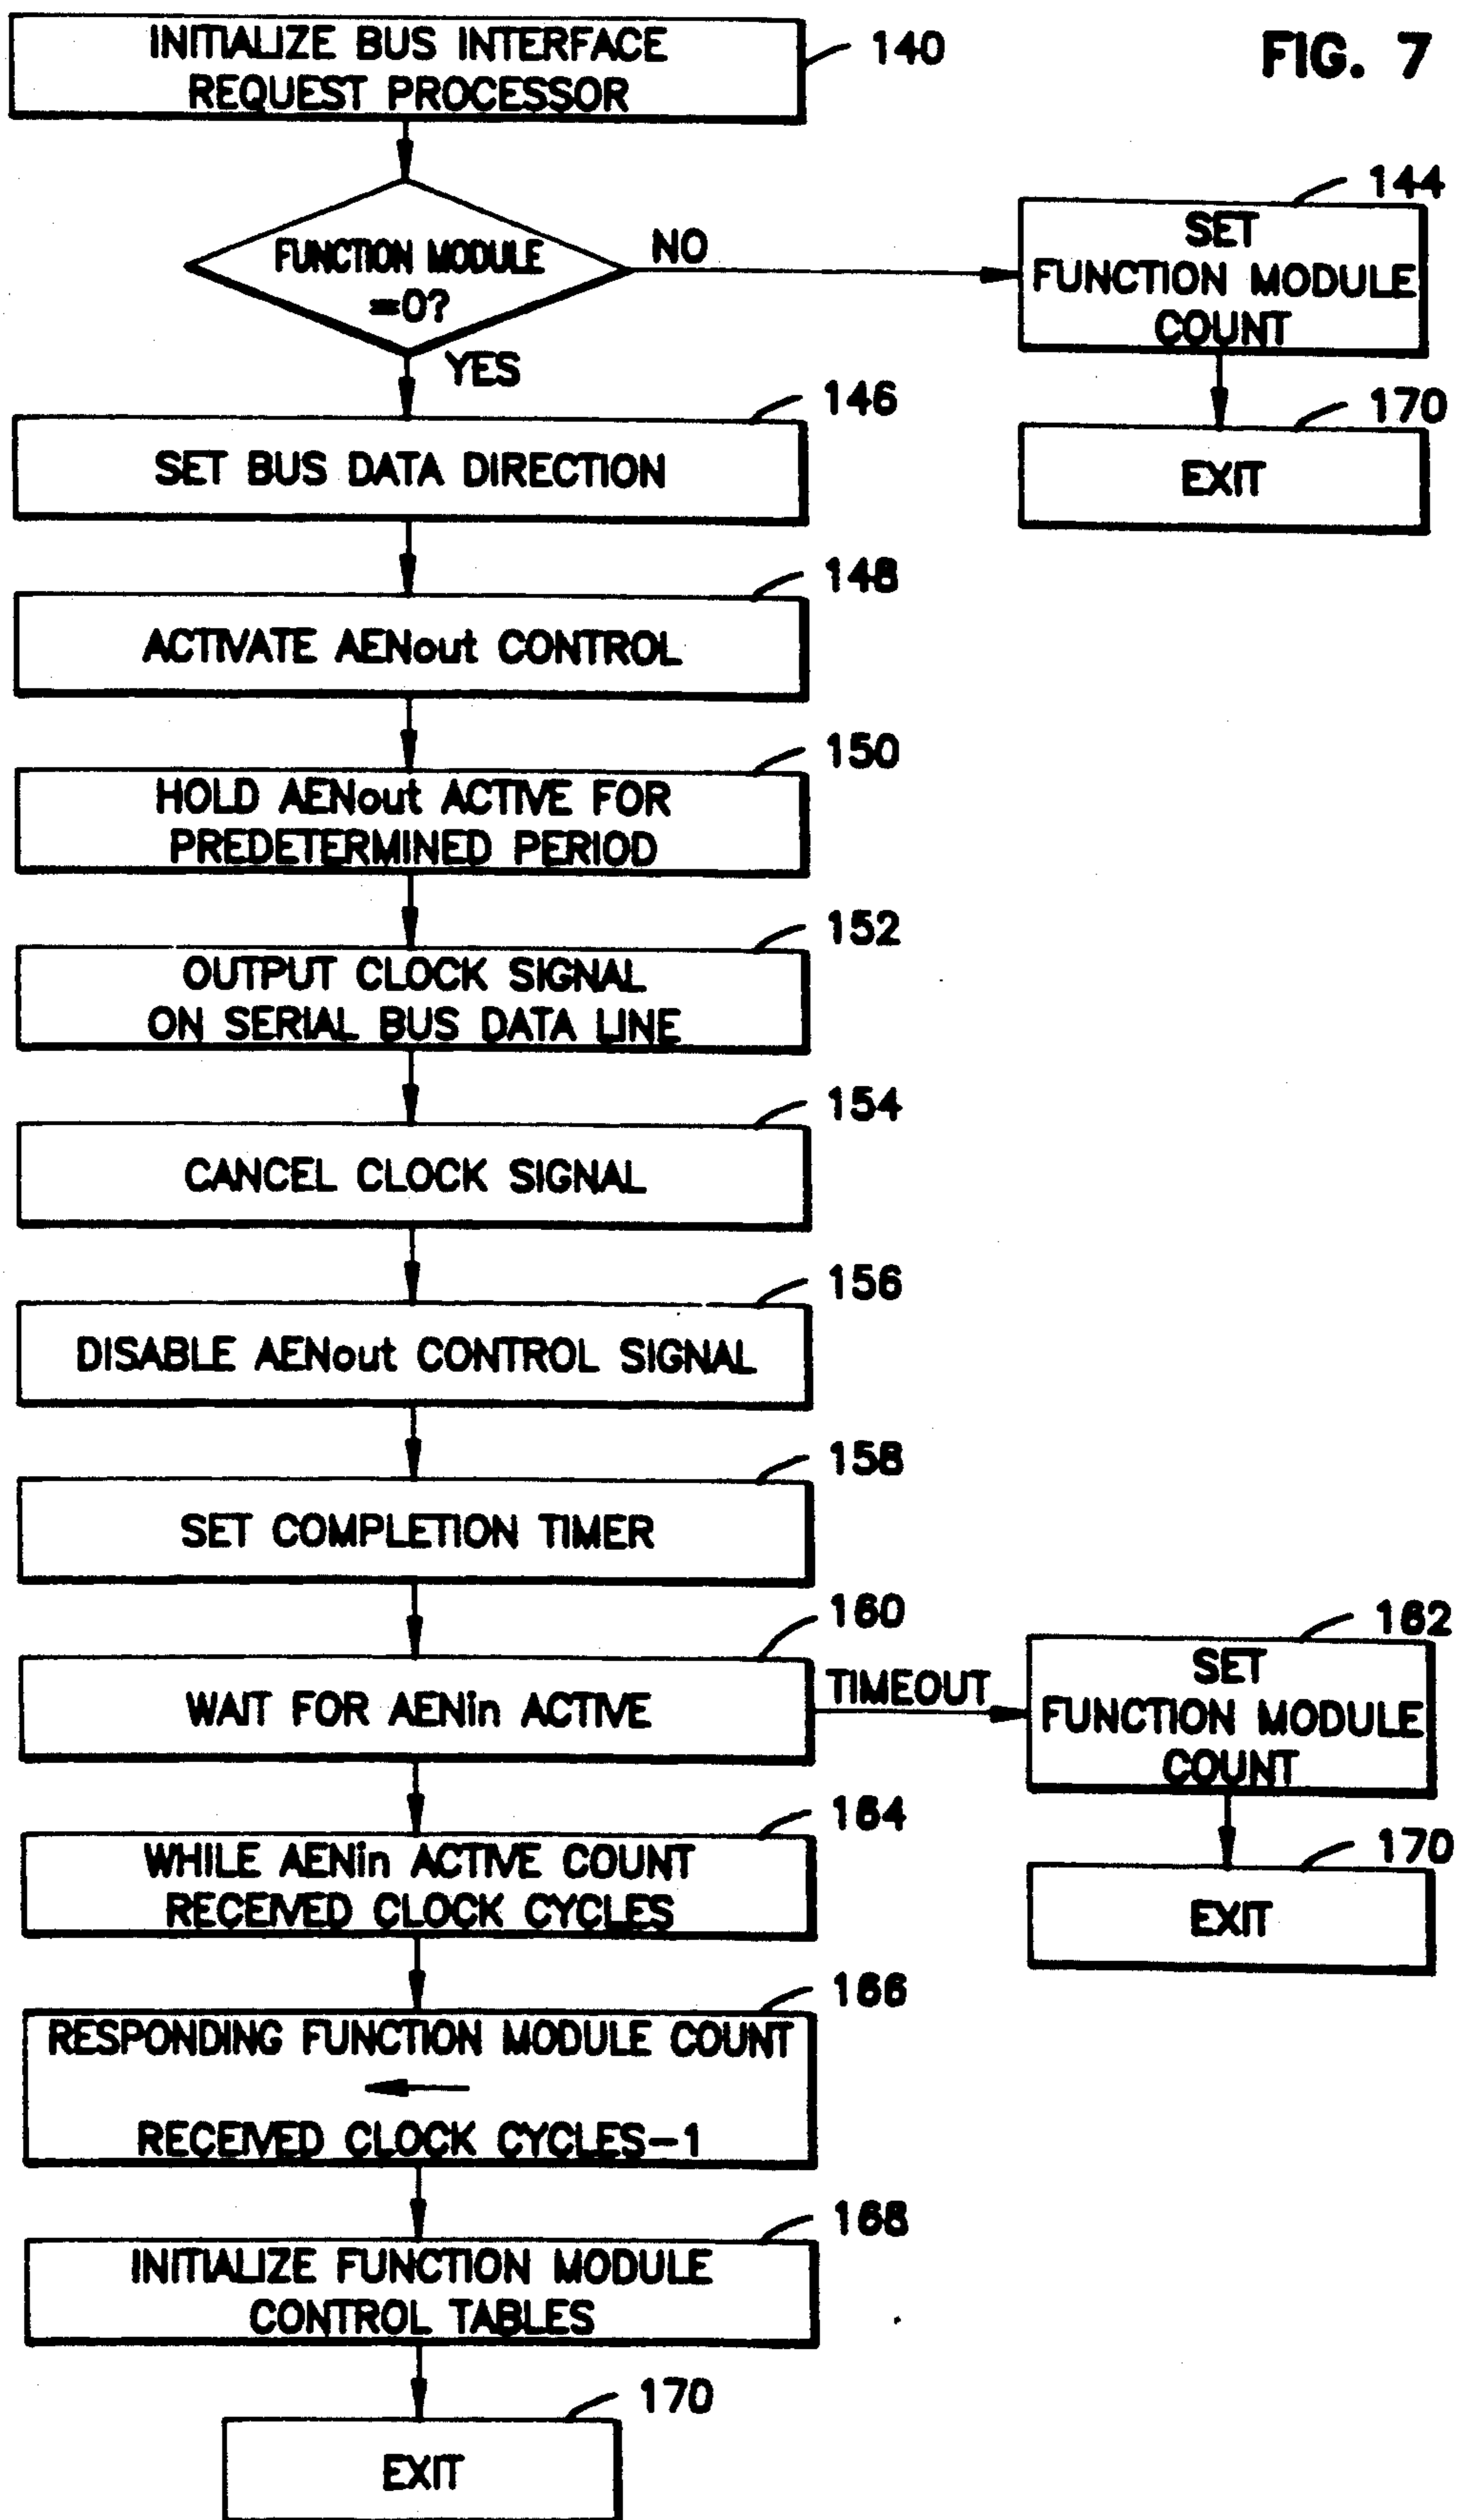 FIG. 7
INITIALIZE BUS INTERFACE
REQUEST PROCESSOR
140
FUNCTION MODULE
=0?
NO
YES
144
SET
FUNCTION MODULE
COUNT
170
EXIT
146
SET BUS DATA DIRECTION
148
ACTIVATE AENout CONTROL
150
HOLD AENout ACTIVE FOR
PREDETERMINED PERIOD
152
OUTPUT CLOCK SIGNAL
ON SERIAL BUS DATA LINE
154
CANCEL CLOCK SIGNAL
156
DISABLE AENout CONTROL SIGNAL
158
SET COMPLETION TIMER
160
WAIT FOR AENin ACTIVE
TIMEOUT
162
SET
FUNCTION MODULE
COUNT
170
EXIT
164
WHILE AENin ACTIVE COUNT
RECEIVED CLOCK CYCLES
166
RESPONDING FUNCTION MODULE COUNT
←
RECEIVED CLOCK CYCLES-1
168
INITIALIZE FUNCTION MODULE
CONTROL TABLES
170
EXIT